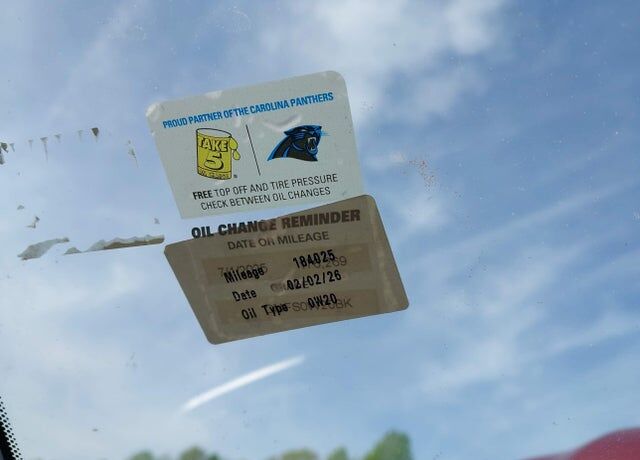 PROUD PARTNER OF THE CAROLINA PANTHERS
TAKE
5
FREE TOP OFF AND TIRE PRESSURE
CHECK BETWEEN OIL CHANGES
OIL CHANGE REMINDER
DATE OR MILEAGE
Mileage 184025
Date 02/02/26
Oil Type 0W20